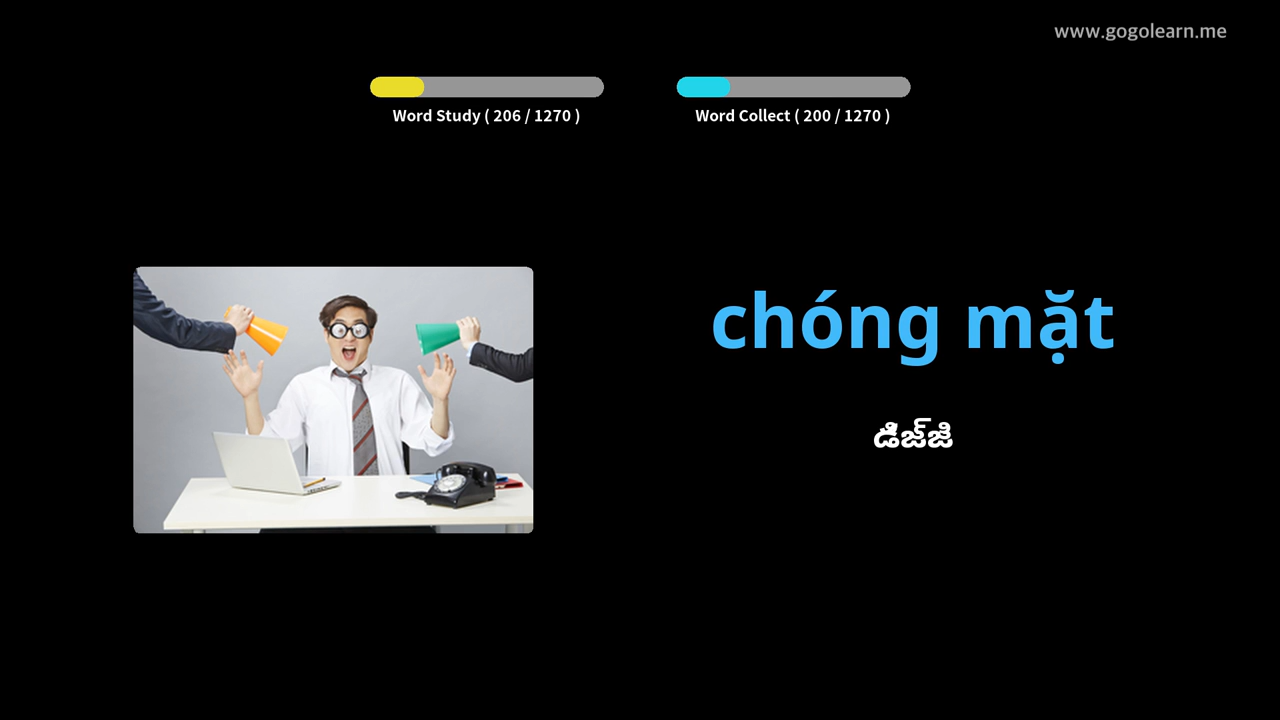 www.gogolearn.me
Word Study ( 206 / 1270 )
Word Collect ( 200 / 1270 )
chóng mặt
డిజ్జి